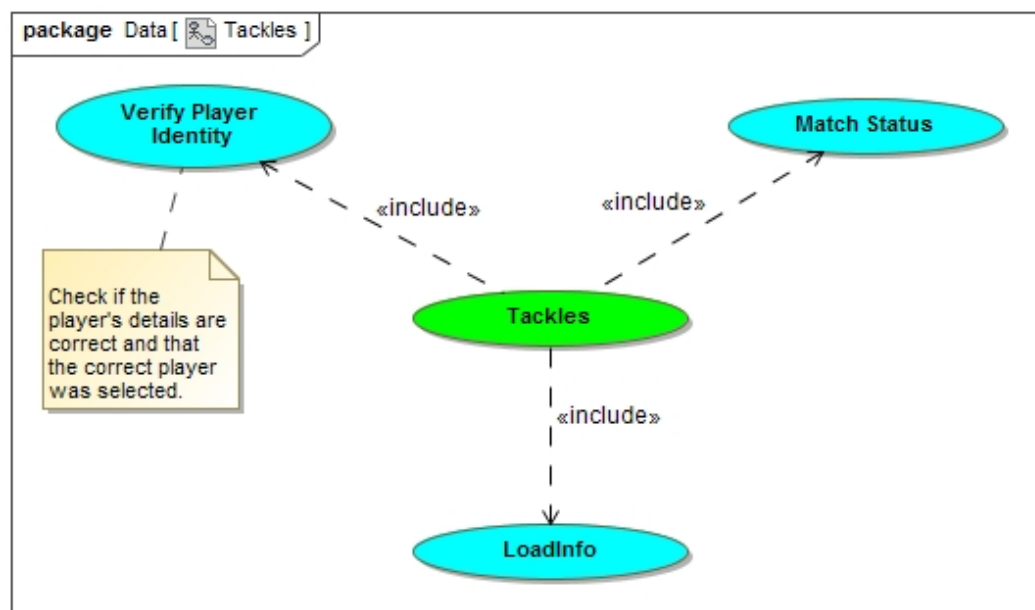 package Data [ Tackles ]
Verify Player
Identity
Match Status
«include»
«include»
Check if the
player's details are
correct and that
the correct player
was selected.
Tackles
«include»
LoadInfo